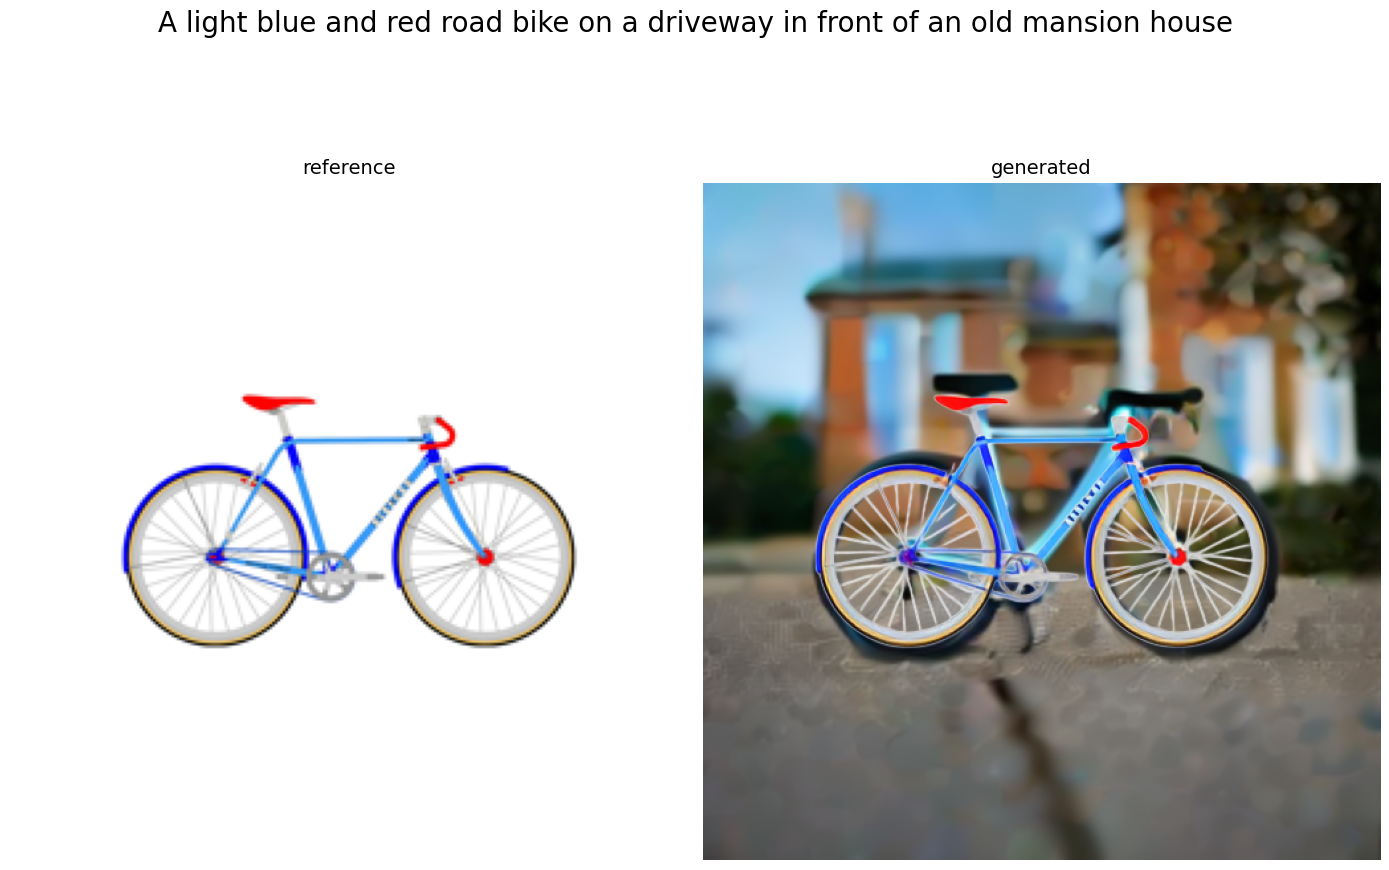 A light blue and red road bike on a driveway in front of an old mansion house
reference
generated